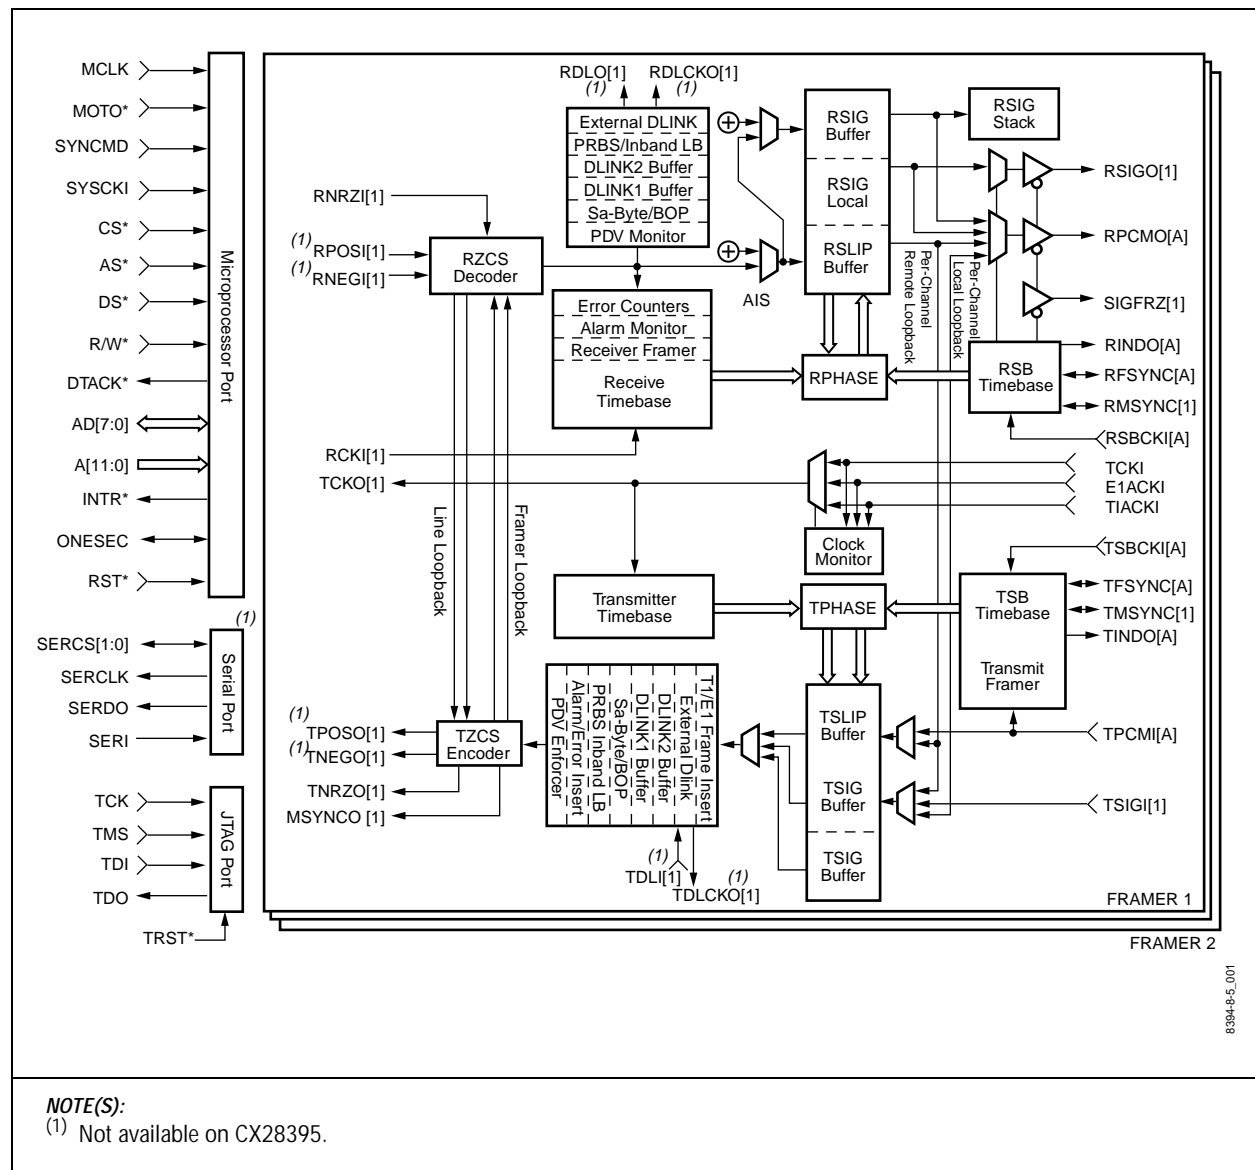 MCLK
MOTO*
SYNCMD
SYSCKI
CS*
AS*
DS*
R/W*
DTACK*
AD[7:0]
A[11:0]
INTR*
ONESEC
RST*
Microprocessor Port
(1)
SERCS[1:0]
SERCLK
SERDO
SERI
Serial Port
TCK
TMS
TDI
TDO
TRST*
JTAG Port
RDLO[1]
(1)
RDLCKO[1]
(1)
External DLINK
PRBS/Inband LB
DLINK2 Buffer
DLINK1 Buffer
Sa-Byte/BOP
PDV Monitor
RNRZI[1]
(1)
RPOSI[1]
(1)
RNEGI[1]
RZCS
Decoder
Error Counters
Alarm Monitor
Receiver Framer
Receive
Timebase
AIS
RSIG
Buffer
RSIG
Local
RSLIP
Buffer
RSIG
Stack
Per-Channel
Remote Loopback
Per-Channel
Local Loopback
RSIGO[1]
RPCMO[A]
SIGFRZ[1]
RINDO[A]
RFSYNC[A]
RMSYNC[1]
RSBCKI[A]
RPHASE
RSB
Timebase
RCKI[1]
TCKO[1]
TCKI
E1ACKI
TIACKI
Clock
Monitor
Line Loopback
Framer Loopback
Transmitter
Timebase
TPHASE
TSB
Timebase
Transmit
Framer
TSBCKI[A]
TFSYNC[A]
TMSYNC[1]
TINDO[A]
TPCMI[A]
TSIGI[1]
(1)
TPOSO[1]
(1)
TNEGO[1]
TNRZO[1]
MSYNCO [1]
TZCS
Encoder
T1/E1 Frame Insert
External Dlink
DLINK2 Buffer
DLINK1 Buffer
Sa-Byte/BOP
PRBS Inband LB
Alarm/Error Insert
PDV Enforcer
(1)
TDLI[1]
(1)
TDLCKO[1]
TSLIP
Buffer
TSIG
Buffer
TSIG
Buffer
FRAMER 1
FRAMER 2
8394-8-5_001
NOTE(S):
(1) Not available on CX28395.